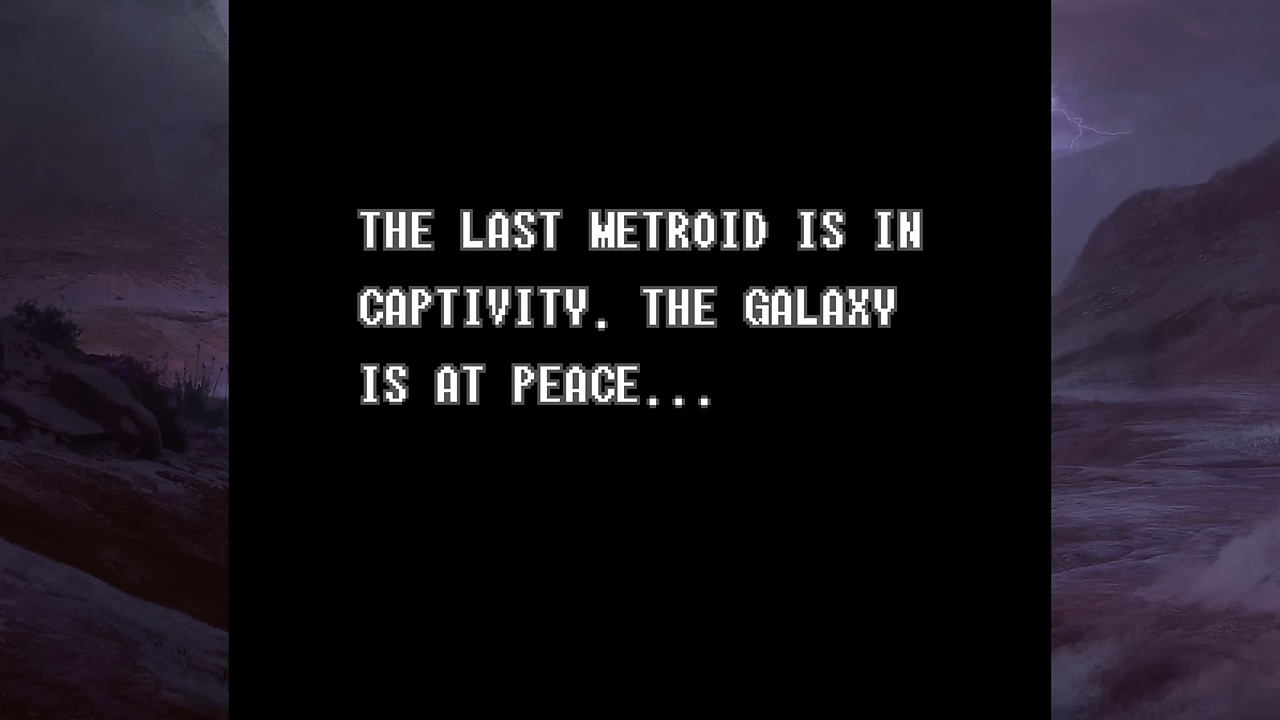 THE LAST METROID IS IN
CAPTIVITY. THE GALAXY
IS AT PEACE...